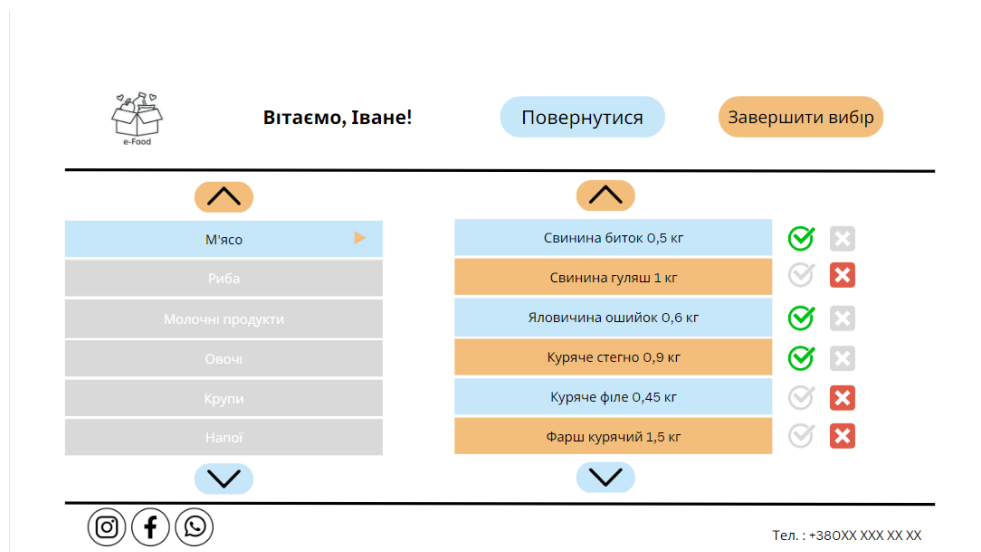 e-Food
Вітаємо, Іване!
Повернутися
Завершити вибір
М'ясо
Риба
Молочні продукти
Овочі
Крупи
Напої
Свинина биток 0,5 кг
Свинина гуляш 1 кг
Яловичина ошийок 0,6 кг
Куряче стегно 0,9 кг
Куряче філе 0,45 кг
Фарш курячий 1,5 кг
Тел. : +380XX XXX XX XX